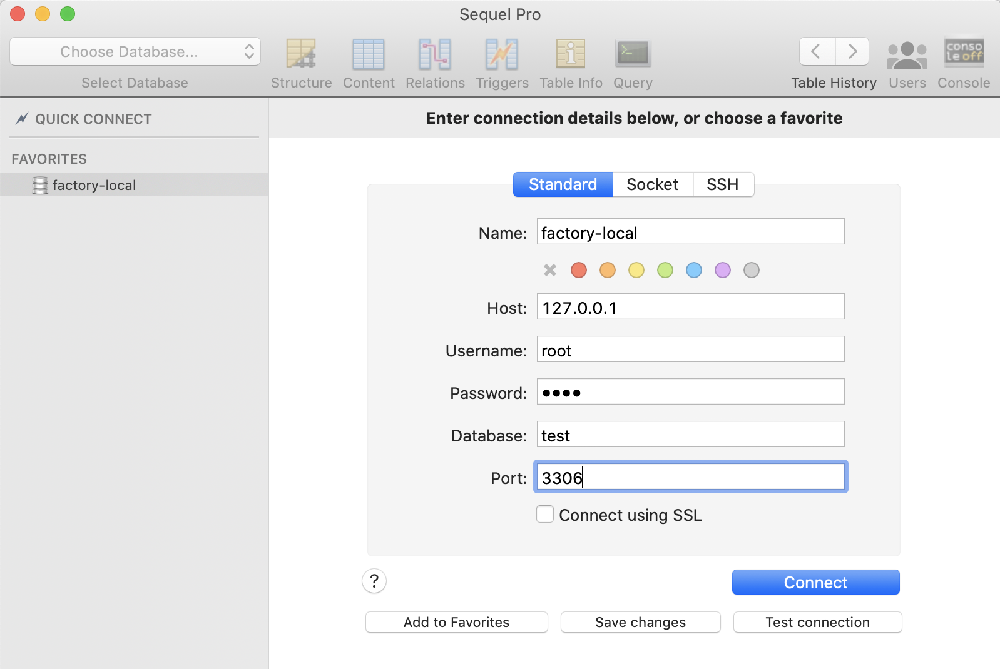 Sequel Pro
Choose Database...
Select Database
Structure
Content
Relations
Triggers
Table Info
Query
Table History
Users
conso
le off
Console
QUICK CONNECT
FAVORITES
factory-local
Enter connection details below, or choose a favorite
Standard
Socket
SSH
Name: factory-local
Host: 127.0.0.1
Username: root
Password: ••••
Database: test
Port: 3306
Connect using SSL
?
Connect
Add to Favorites
Save changes
Test connection